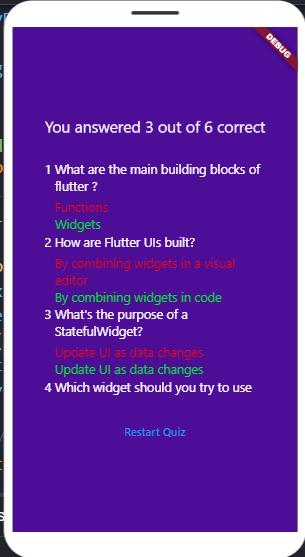 DEBUG
You answered 3 out of 6 correct
1 What are the main building blocks of
flutter ?
Functions
Widgets
2 How are Flutter UIs built?
By combining widgets in a visual
editor
By combining widgets in code
3 What's the purpose of a
StatefulWidget?
Update UI as data changes
Update UI as data changes
4 Which widget should you try to use
Restart Quiz